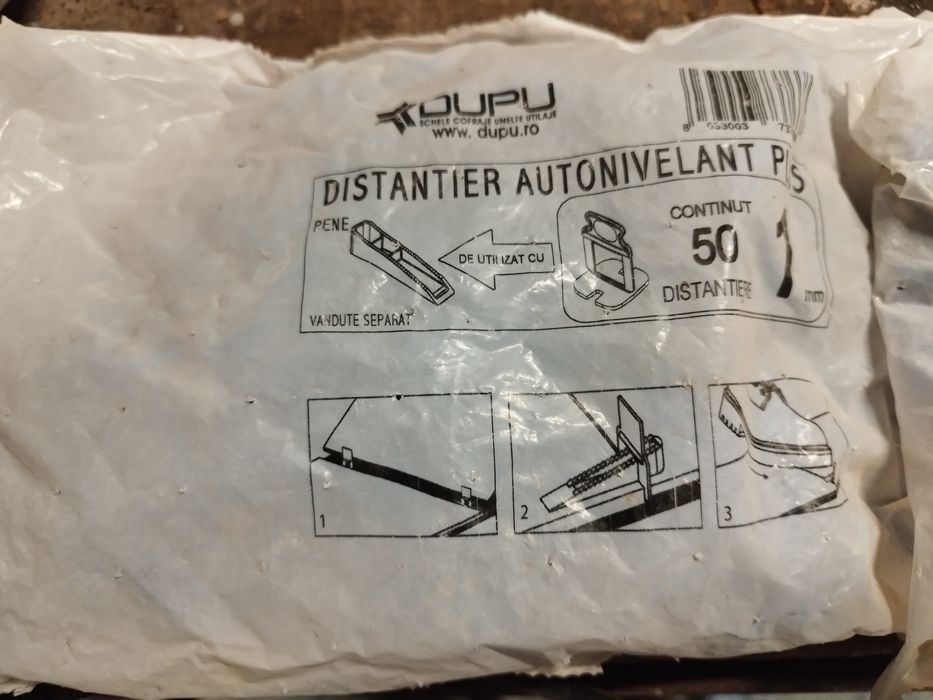 DUPU
SCHELE COFRAJE UNELTE UTILAJE
www. dupu.ro
DISTANTIER AUTONIVELANT
PENE
DE UTILIZAT CU
VANDUTE SEPARAT
CONTINUT
50
DISTANTIERE
1
mm
1
2
3